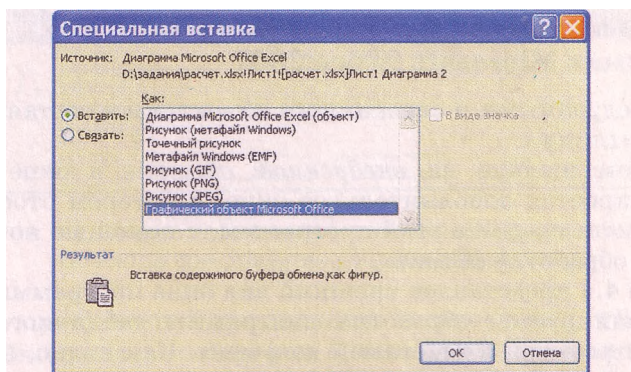 Специальная вставка
Источник: Диаграмма Microsoft Office Excel
D:\задания\расчет.xlsx!Лист1![расчет.xlsx]Лист1 Диаграмма 2
Как:
Вставить:
Связать:
Диаграмма Microsoft Office Excel (объект)
Рисунок (метафайл Windows)
Точечный рисунок
Метафайл Windows (EMF)
Рисунок (GIF)
Рисунок (PNG)
Рисунок (JPEG)
Графический объект Microsoft Office
В виде значка
Результат
Вставка содержимого буфера обмена как фигур.
ОК
Отмена